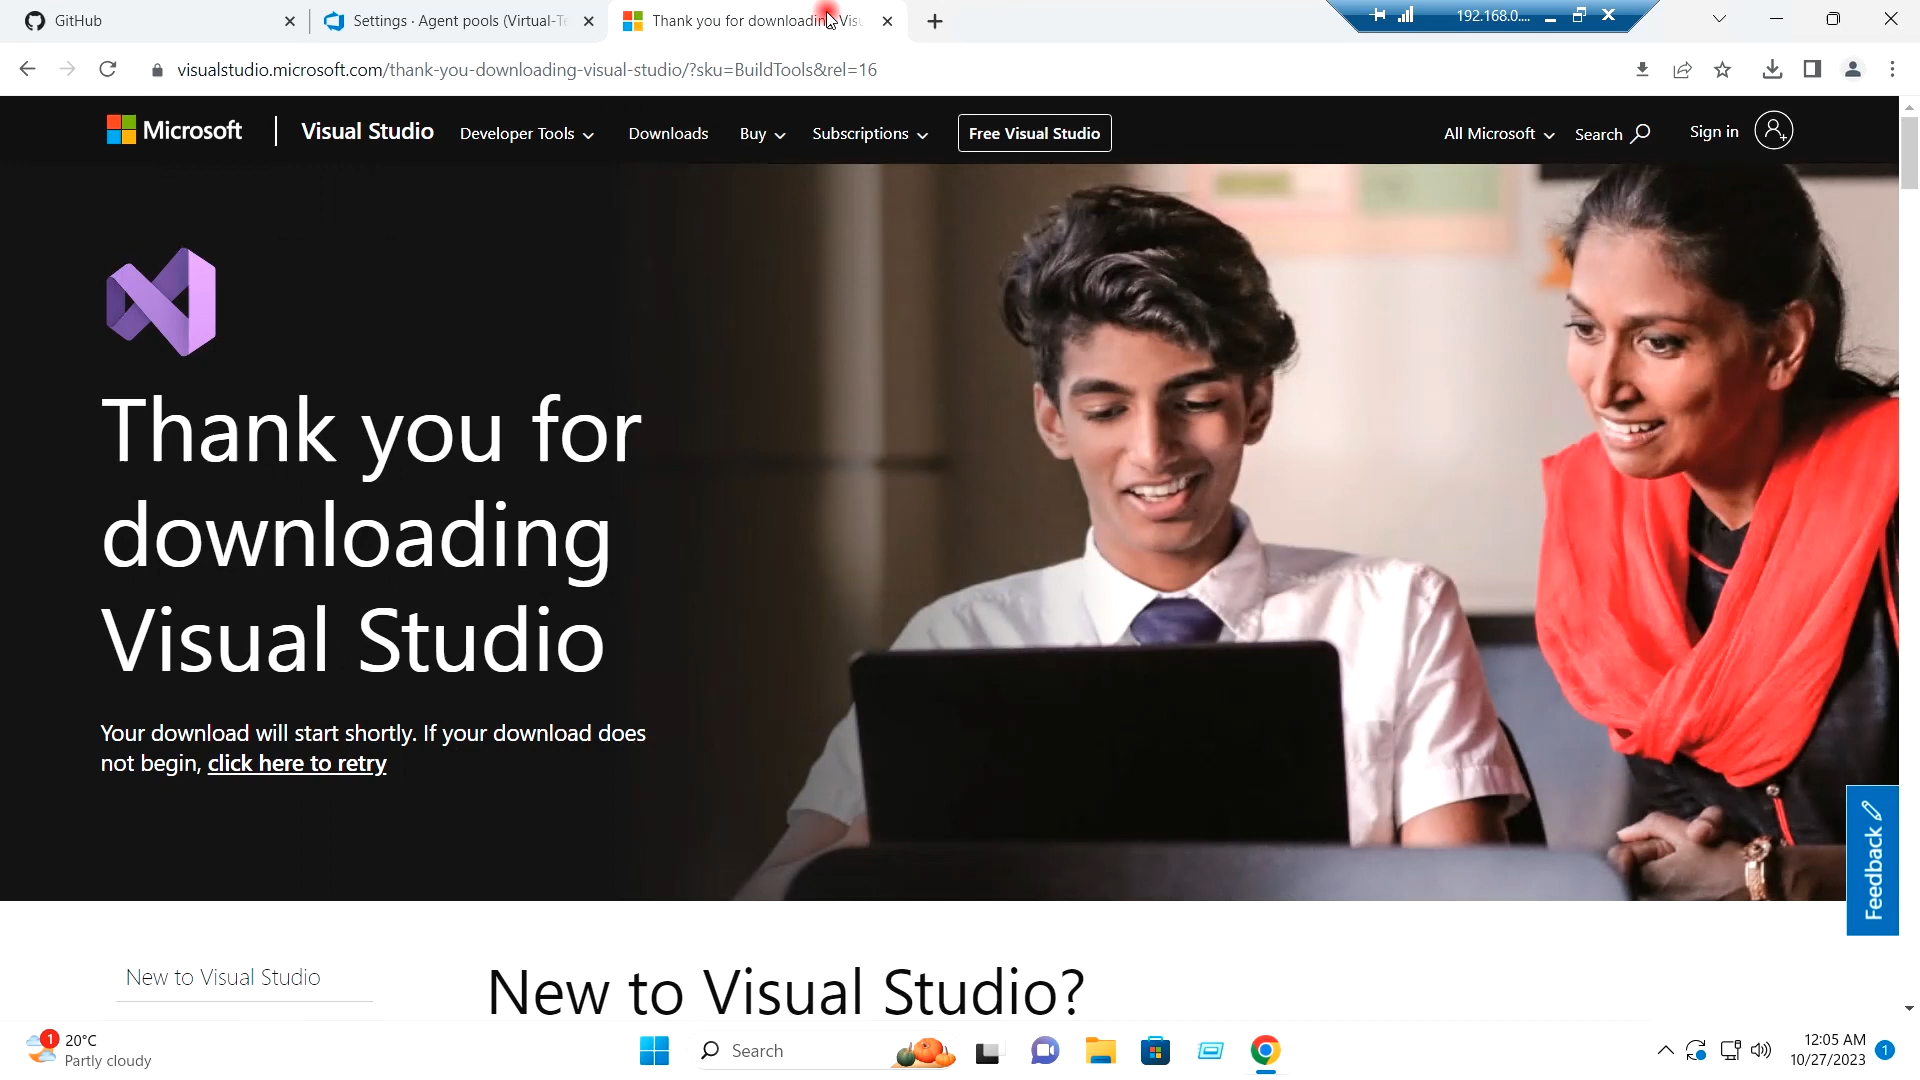 GitHub
Settings · Agent pools (Virtual-Te
Thank you for downloading Visu
192.168.0....
visualstudio.microsoft.com/thank-you-downloading-visual-studio/?sku=BuildTools&rel=16
Microsoft
Visual Studio
Developer Tools
Downloads
Buy
Subscriptions
Free Visual Studio
All Microsoft
Search
Sign in
Thank you for
downloading
Visual Studio
Your download will start shortly. If your download does
not begin, click here to retry
Feedback
New to Visual Studio
New to Visual Studio?
1
20°C
Partly cloudy
Search
12:05 AM
10/27/2023
1